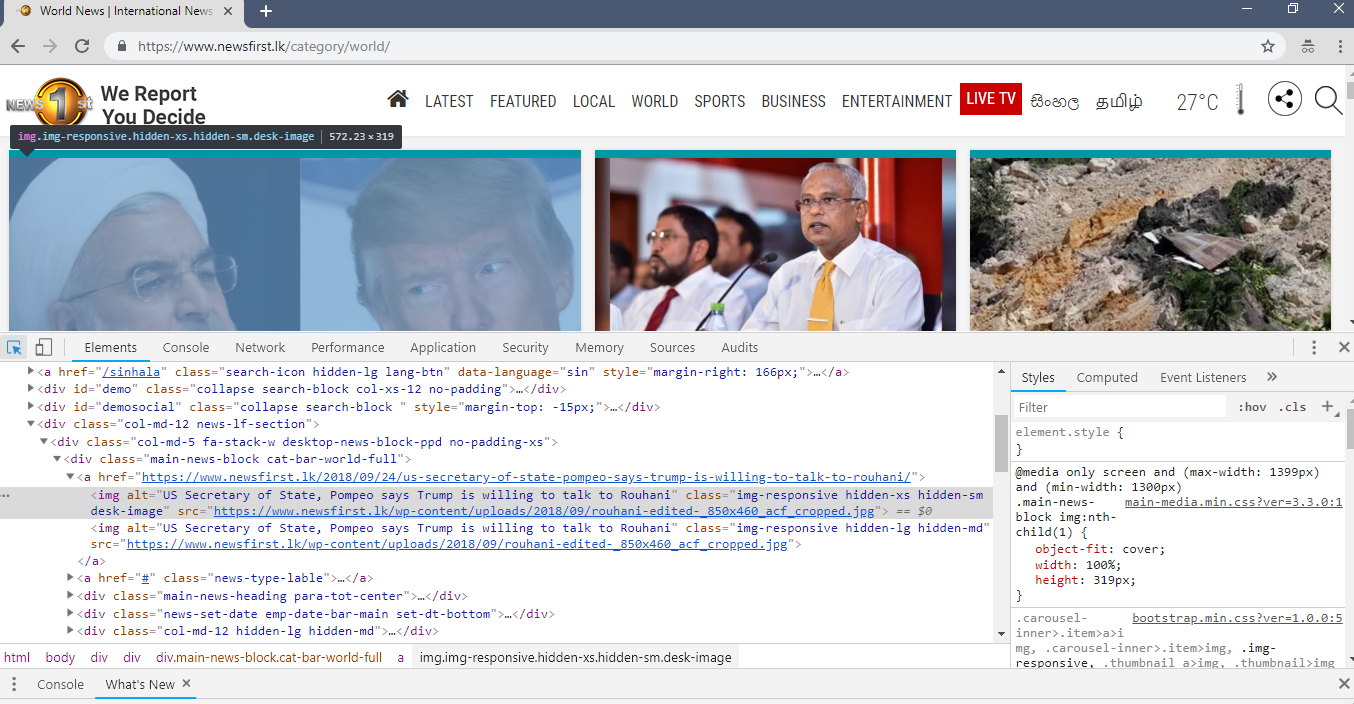 World News | International News
https://www.newsfirst.lk/category/world/
NEWS 1st
We Report
You Decide
LATEST FEATURED LOCAL WORLD SPORTS BUSINESS ENTERTAINMENT LIVE TV සිංහල தமிழ் 27°C
img.img-responsive.hidden-xs.hidden-sm.desk-image | 572.23 × 319
Elements Console Network Performance Application Security Memory Sources Audits
<a href="/sinhala" class="search-icon hidden-lg lang-btn" data-language="sin" style="margin-right: 166px;">…</a>
<div id="demo" class="collapse search-block col-xs-12 no-padding">…</div>
<div id="demosocial" class="collapse search-block " style="margin-top: -15px;">…</div>
<div class="col-md-12 news-lf-section">
<div class="col-md-5 fa-stack-w desktop-news-block-ppd no-padding-xs">
<div class="main-news-block cat-bar-world-full">
<a href="https://www.newsfirst.lk/2018/09/24/us-secretary-of-state-pompeo-says-trump-is-willing-to-talk-to-rouhani/">
<img alt="US Secretary of State, Pompeo says Trump is willing to talk to Rouhani" class="img-responsive hidden-xs hidden-sm
desk-image" src="https://www.newsfirst.lk/wp-content/uploads/2018/09/rouhani-edited-_850x460_acf_cropped.jpg"> == $0
<img alt="US Secretary of State, Pompeo says Trump is willing to talk to Rouhani" class="img-responsive hidden-lg hidden-md"
src="https://www.newsfirst.lk/wp-content/uploads/2018/09/rouhani-edited-_850x460_acf_cropped.jpg">
</a>
<a href="#" class="news-type-lable">…</a>
<div class="main-news-heading para-tot-center">…</div>
<div class="news-set-date emp-date-bar-main set-dt-bottom">…</div>
<div class="col-md-12 hidden-lg hidden-md">…</div>
html body div div div.main-news-block.cat-bar-world-full a img.img-responsive.hidden-xs.hidden-sm.desk-image
Styles Computed Event Listeners »
Filter :hov .cls +
element.style {
}
@media only screen and (max-width: 1399px)
and (min-width: 1300px)
.main-news- main-media.min.css?ver=3.3.0:1
block img:nth-
child(1) {
object-fit: cover;
width: 100%;
height: 319px;
}
.carousel- bootstrap.min.css?ver=1.0.0:5
inner>.item>a>i
mg, .carousel-inner>.item>img, .img-
responsive, .thumbnail a>img, .thumbnail>img
Console What's New